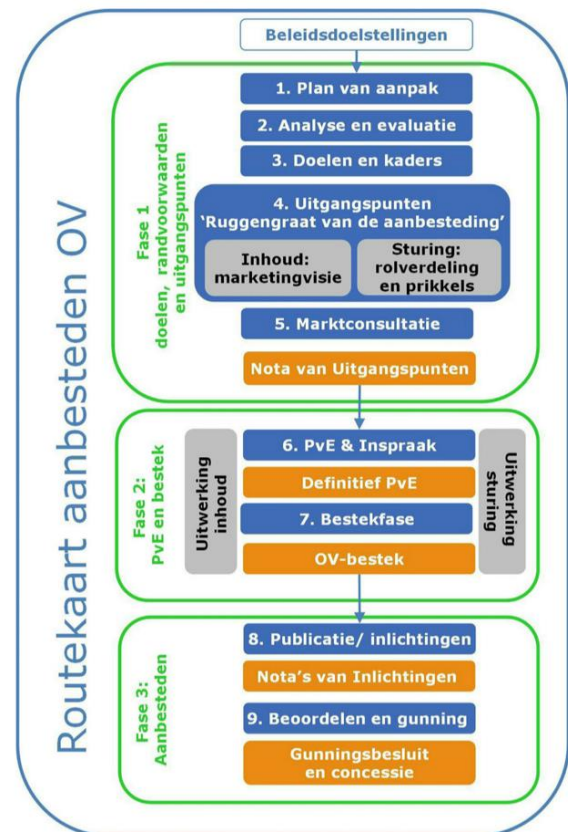 Routekaart aanbesteden OV
Beleidsdoelstellingen
Fase 1
doelen, randvoorwaarden
en uitgangspunten
1. Plan van aanpak
2. Analyse en evaluatie
3. Doelen en kaders
4. Uitgangspunten
‘Ruggengraat van de aanbesteding’
Inhoud:
marketingvisie
Sturing:
rolverdeling
en prikkels
5. Marktconsultatie
Nota van Uitgangspunten
Fase 2:
PvE en bestek
Uitwerking
inhoud
6. PvE & Inspraak
Definitief PvE
7. Bestekfase
OV-bestek
Uitwerking
sturing
Fase 3:
Aanbesteden
8. Publicatie/ inlichtingen
Nota’s van Inlichtingen
9. Beoordelen en gunning
Gunningsbesluit
en concessie